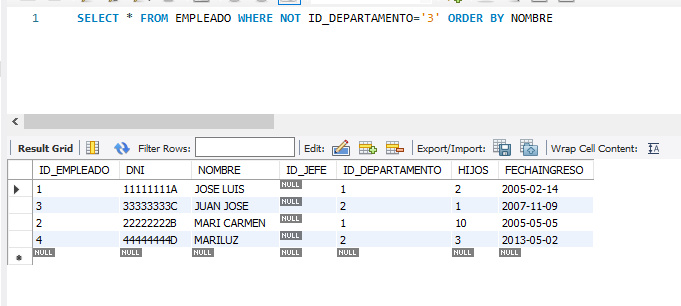 1 SELECT * FROM EMPLEADO WHERE NOT ID_DEPARTAMENTO='3' ORDER BY NOMBRE
Result Grid Filter Rows: Edit: Export/Import: Wrap Cell Content:
ID_EMPLEADO DNI NOMBRE ID_JEFE ID_DEPARTAMENTO HIJOS FECHAINGRESO
1 11111111A JOSE LUIS NULL 1 2 2005-02-14
3 33333333C JUAN JOSE NULL 2 1 2007-11-09
2 22222222B MARI CARMEN NULL 1 10 2005-05-05
4 44444444D MARILUZ NULL 2 3 2013-05-02
NULL NULL NULL NULL NULL NULL NULL